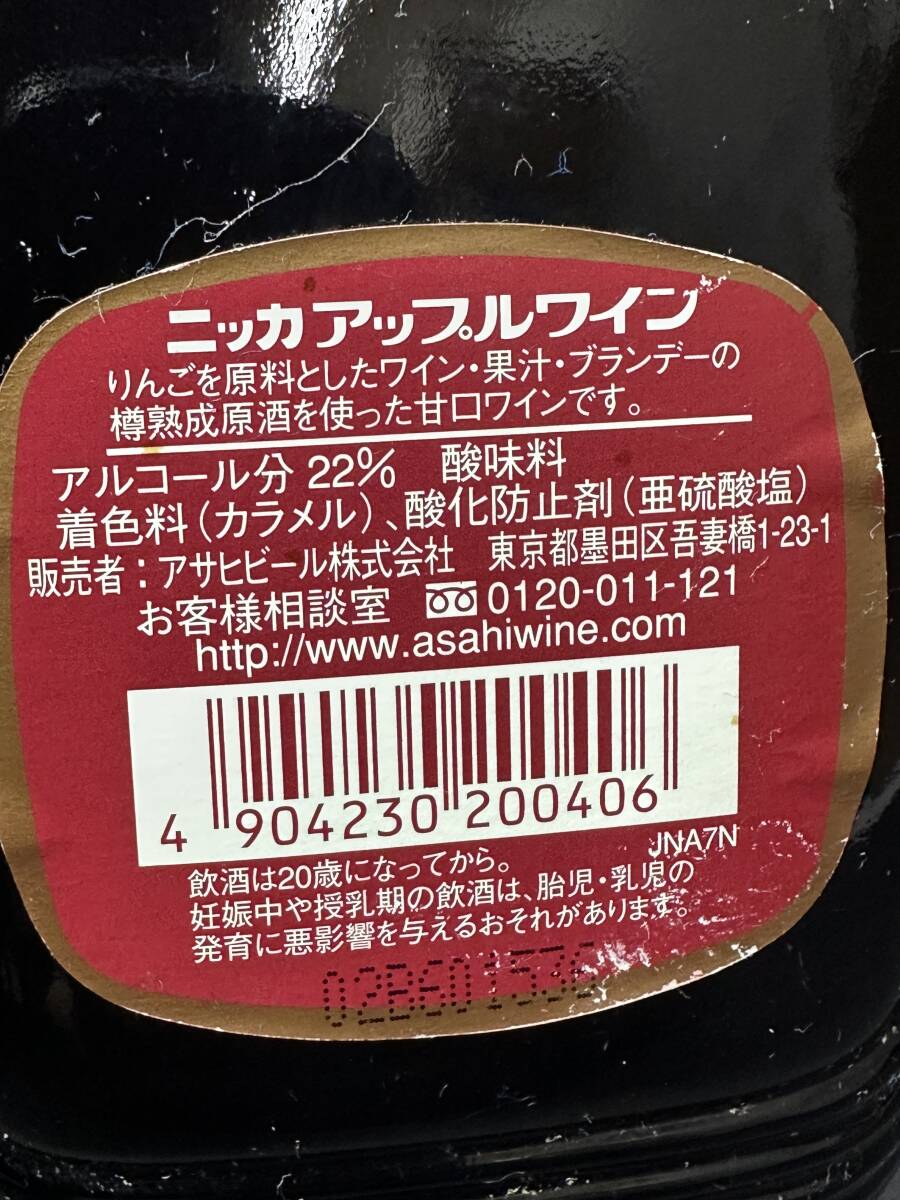 ニッカ アップルワイン
りんごを原料としたワイン・果汁・ブランデーの
樽熟成原酒を使った甘口ワインです。
アルコール分 22% 酸味料
着色料（カラメル）、酸化防止剤（亜硫酸塩）
販売者：アサヒビール株式会社 東京都墨田区吾妻橋1-23-1
お客様相談室 0120-011-121
http://www.asahiwine.com
4 904230 200406
JNA7N
飲酒は20歳になってから。
妊娠中や授乳期の飲酒は、胎児・乳児の
発育に悪影響を与えるおそれがあります。